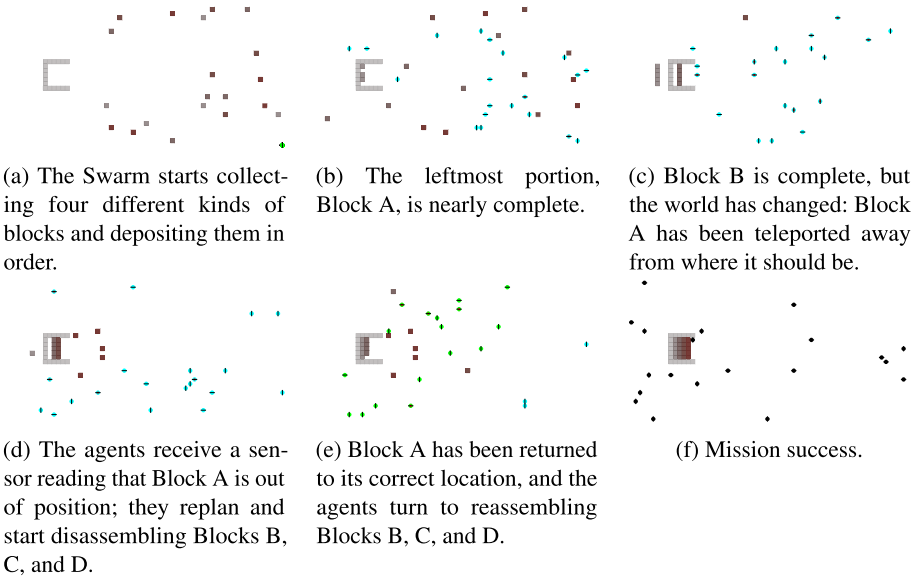 (a) The Swarm starts collect-
ing four different kinds of
blocks and depositing them in
order.
(b) The leftmost portion,
Block A, is nearly complete.
(c) Block B is complete, but
the world has changed: Block
A has been teleported away
from where it should be.
(d) The agents receive a sen-
sor reading that Block A is out
of position; they replan and
start disassembling Blocks B,
C, and D.
(e) Block A has been returned
to its correct location, and the
agents turn to reassembling
Blocks B, C, and D.
(f) Mission success.